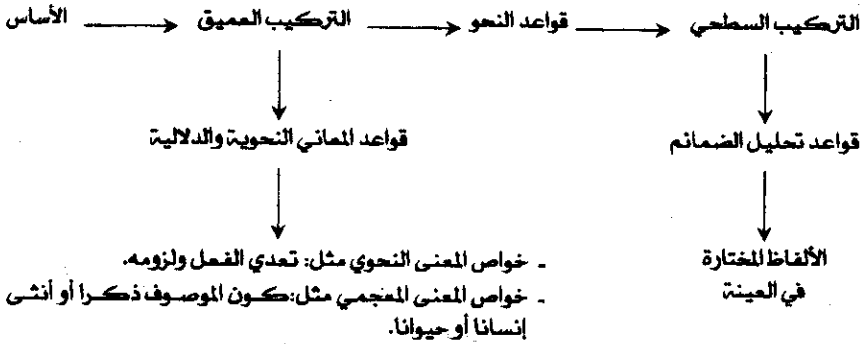 التركيب السطحي قواعد النحو التركيب العميق الأساس
قواعد تحليل الضمائم قواعد المعاني النحوية والدلالية
الألفاظ المختارة - خواص المعنى النحوي مثل: تعدي الفعل ولزومه.
في العينة - خواص المعنى المعجمي مثل: كون الموصوف ذكرا أو أنثى
إنسانا أو حيوانا.